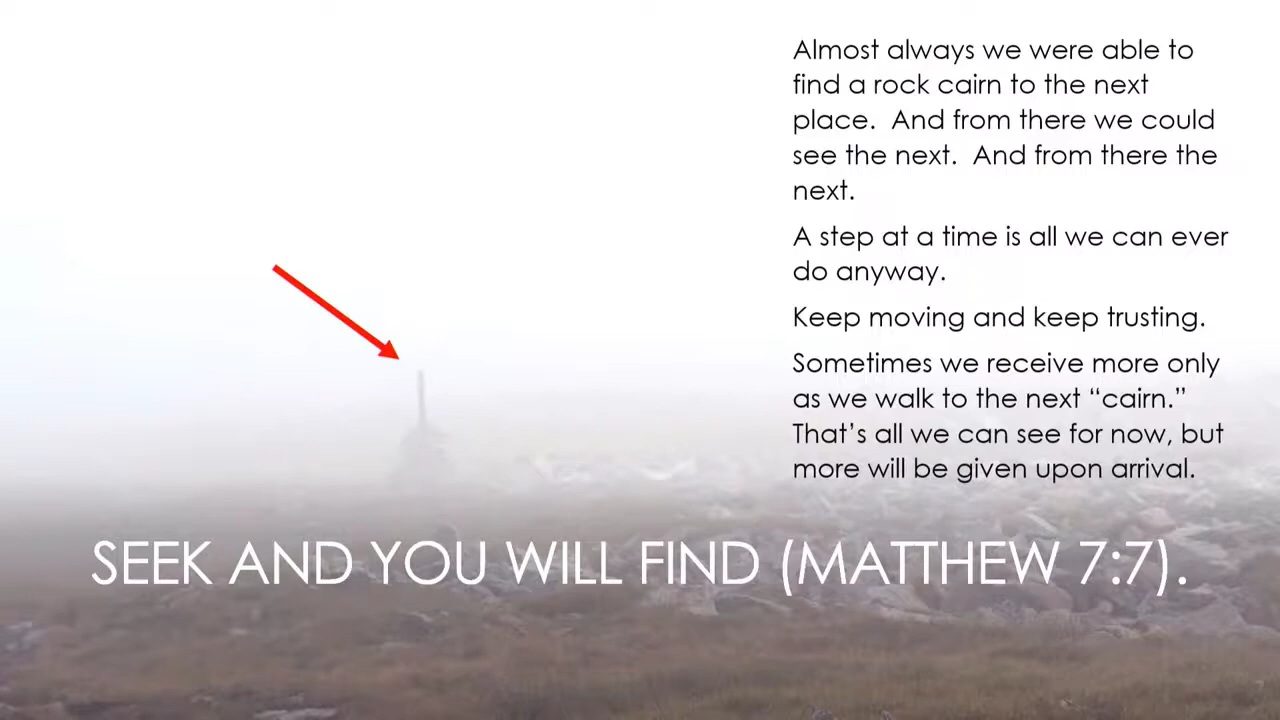 Almost always we were able to
find a rock cairn to the next
place.  And from there we could
see the next.  And from there the
next.
A step at a time is all we can ever
do anyway.
Keep moving and keep trusting.
Sometimes we receive more only
as we walk to the next “cairn.”
That’s all we can see for now, but
more will be given upon arrival.
SEEK AND YOU WILL FIND (MATTHEW 7:7).